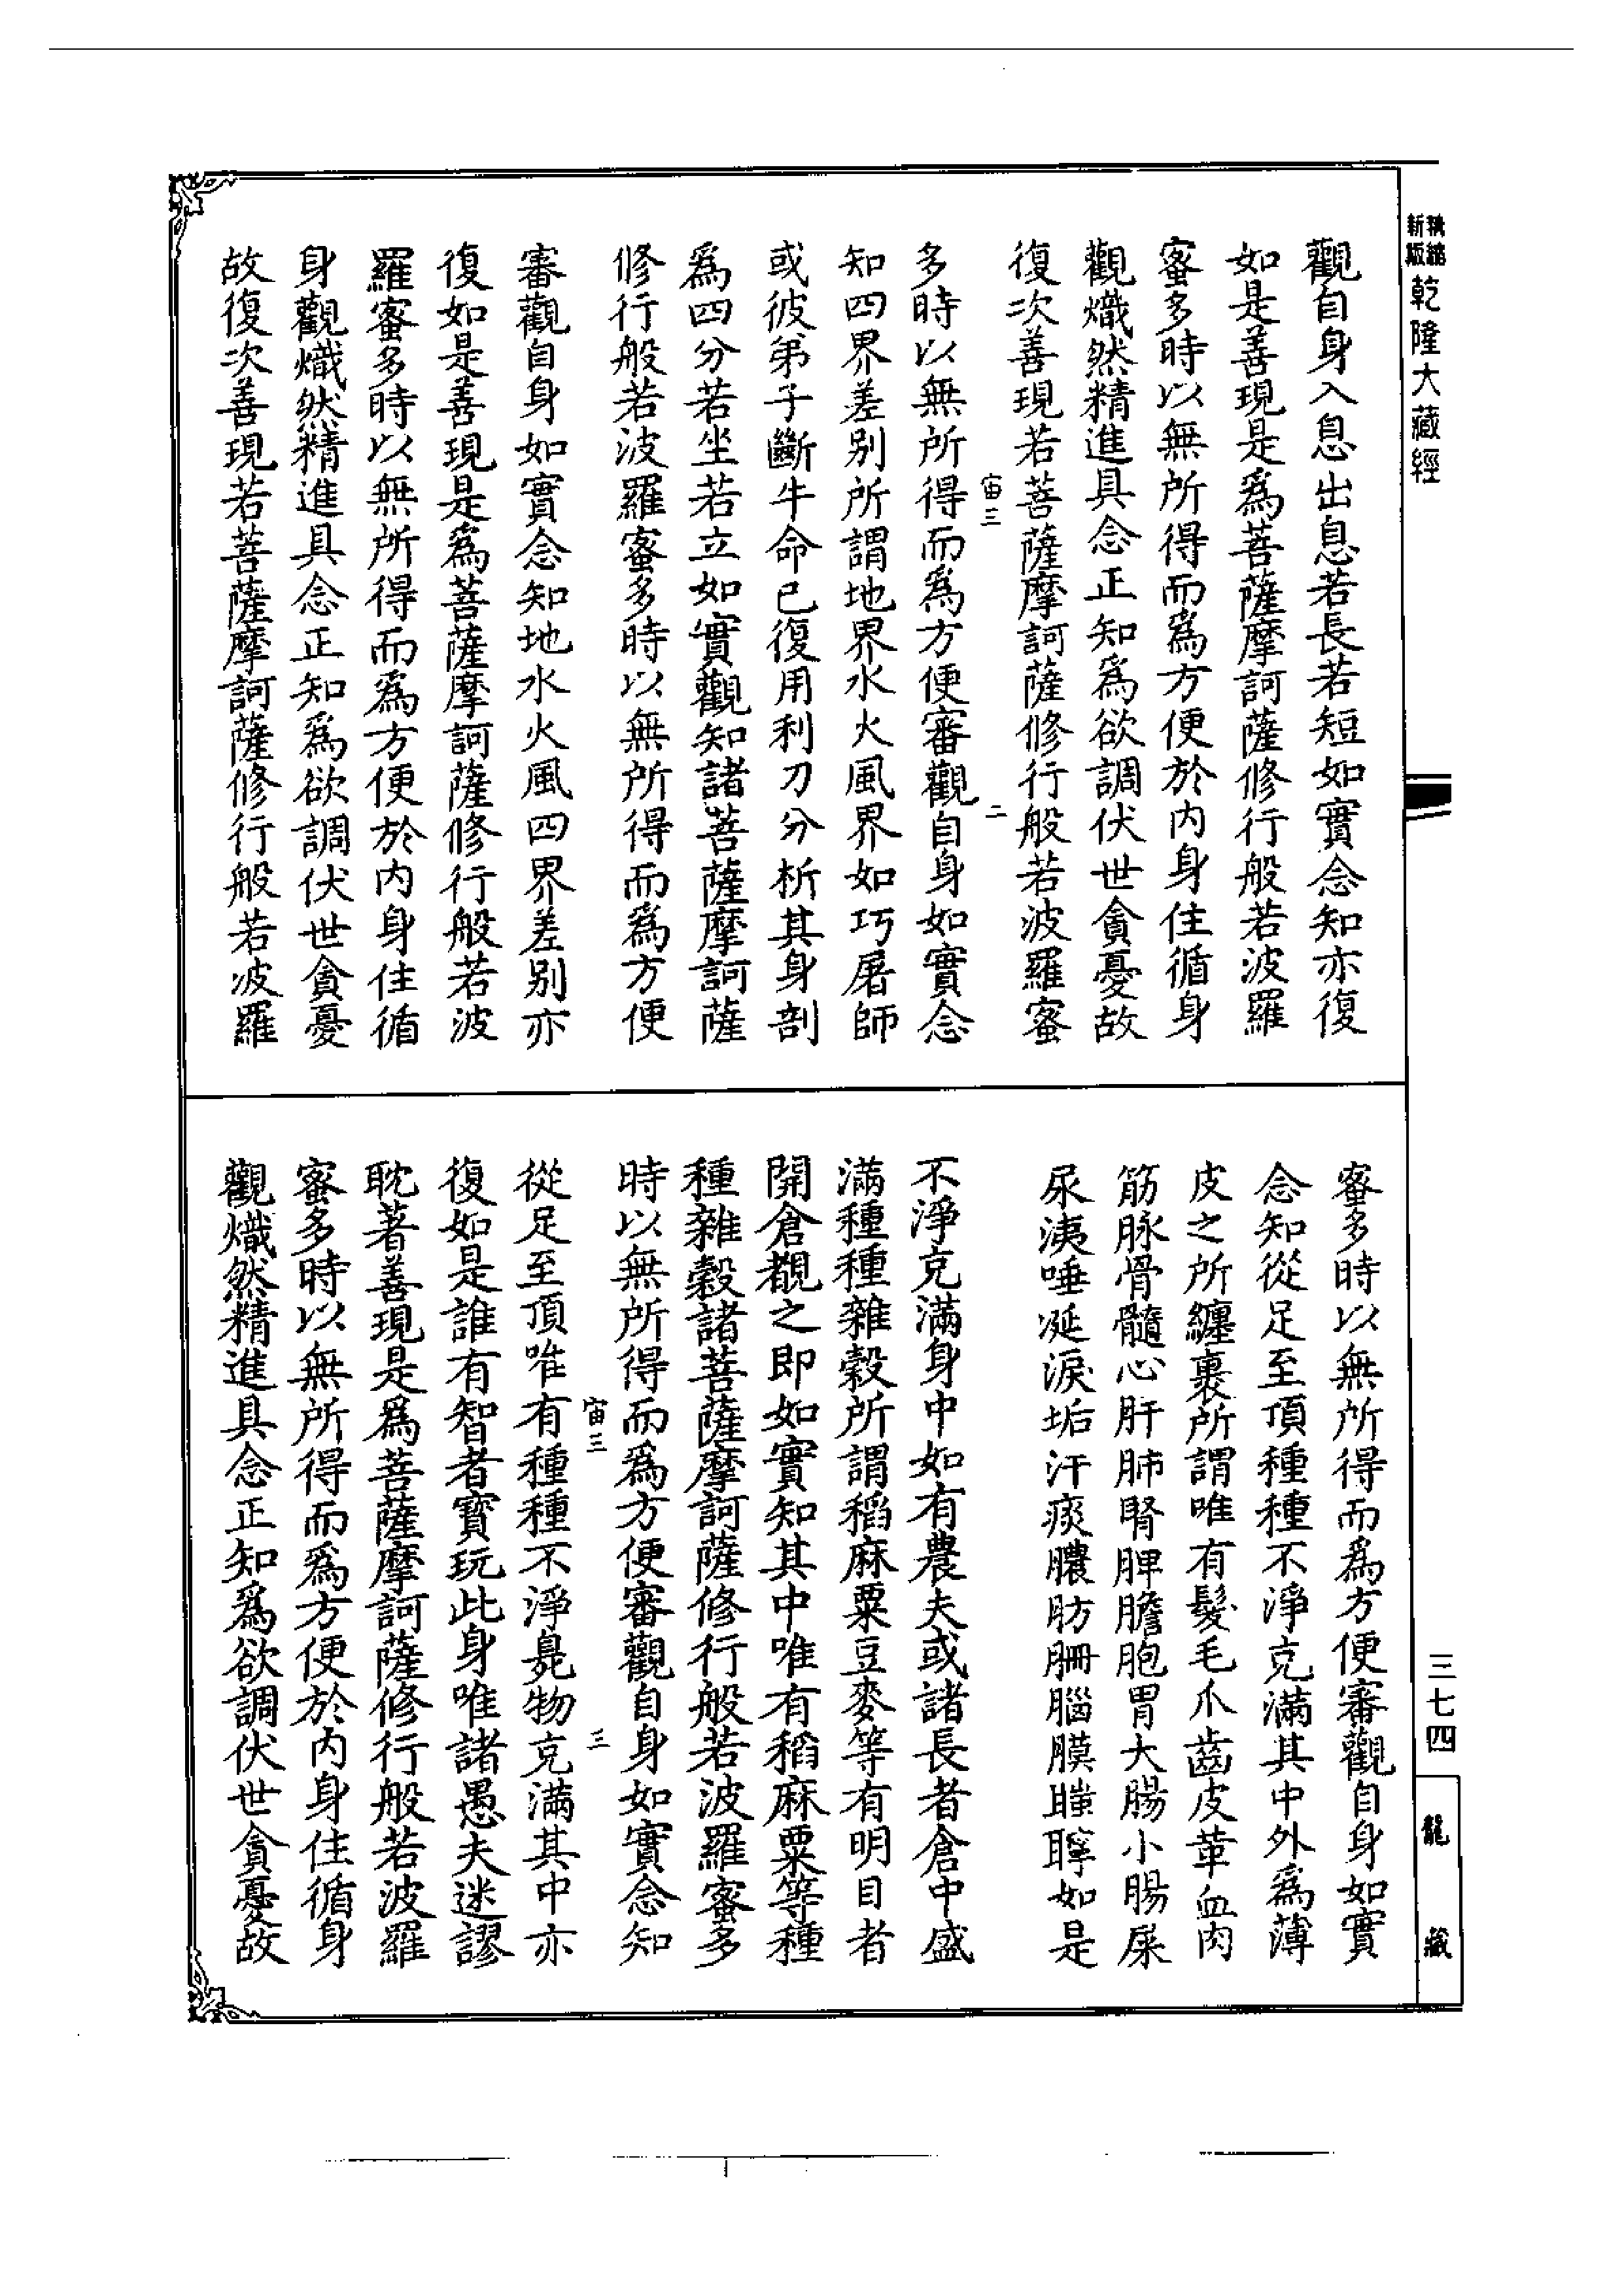 新版
乾隆大藏經
觀自身入息出息若長若短如實念知亦復
如是善現是爲菩薩摩訶薩修行般若波羅
蜜多時以無所得而爲方便於内身住循身
觀熾然精進具念正知爲欲調伏世貪憂故
復次善現若菩薩摩訶薩修行般若波羅蜜
宙三
二
多時以無所得而爲方便審觀自身如實念
知四界差别所謂地界水火風界如巧屠師
或彼弟子斷牛命已復用利刀分析其身剖
爲四分若坐若立如實觀知諸菩薩摩訶薩
修行般若波羅蜜多時以無所得而爲方便
審觀自身如實念知地水火風四界差别亦
復如是善現是爲菩薩摩訶薩修行般若波
羅蜜多時以無所得而爲方便於内身住循
身觀熾然精進具念正知爲欲調伏世貪憂
故復次善現若菩薩摩訶薩修行般若波羅
蜜多時以無所得而爲方便審觀自身如實
念知從足至頂種種不淨充滿其中外爲薄
皮之所纏裹所謂唯有髮毛爪齒皮革血肉
筋脉骨髓心肝肺腎脾膽胞胃大腸小腸屎
尿洟唾涎淚垢汗痰膿肪𦙱腦膜䏊聹如是
不淨充滿身中如有農夫或諸長者倉中盛
滿種種雜穀所謂稻麻粟豆麥等有明目者
開倉覩之即如實知其中唯有稻麻粟等種
種雜穀諸菩薩摩訶薩修行般若波羅蜜多
時以無所得而爲方便審觀自身如實念知
宙三
三
從足至頂唯有種種不淨臭物充滿其中亦
復如是誰有智者寶玩此身唯諸愚夫迷謬
耽著善現是爲菩薩摩訶薩修行般若波羅
蜜多時以無所得而爲方便於内身住循身
觀熾然精進具念正知爲欲調伏世貪憂故
三七四
龍藏